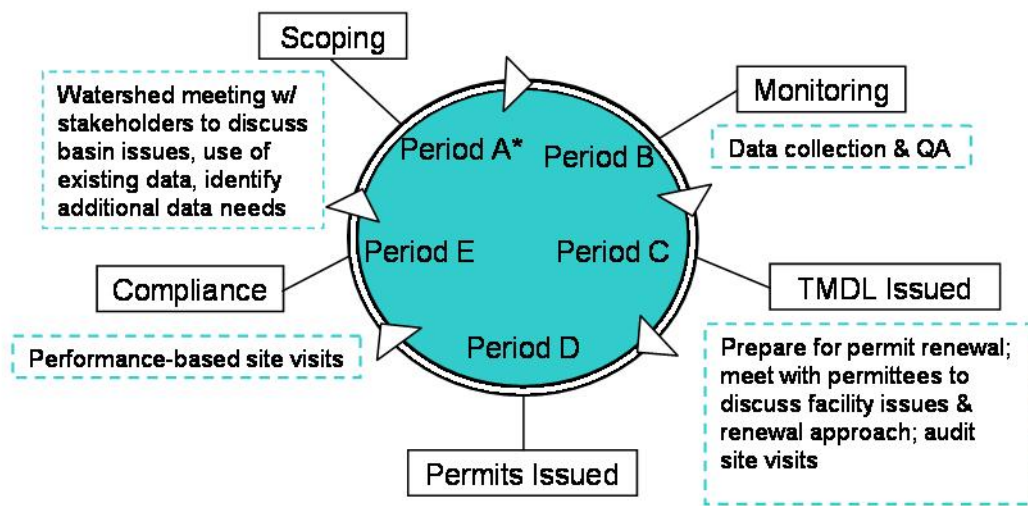 Scoping
Watershed meeting w/
stakeholders to discuss
basin issues, use of
existing data, identify
additional data needs
Monitoring
Data collection & QA
Period A*
Period B
Period E
Period C
Period D
Compliance
Performance-based site visits
TMDL Issued
Prepare for permit renewal;
meet with permittees to
discuss facility issues &
renewal approach; audit
site visits
Permits Issued